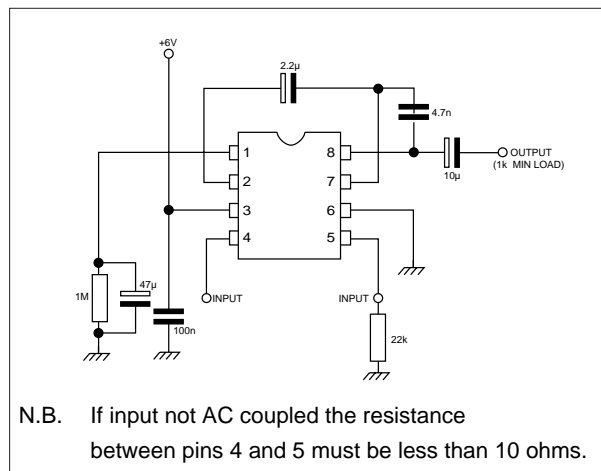 +6V
2.2µ
4.7n
1 8
OUTPUT
(1k MIN LOAD)
10µ
2 7
3 6
4 5
47µ
1M
INPUT
INPUT
100n
22k
N.B. If input not AC coupled the resistance
between pins 4 and 5 must be less than 10 ohms.